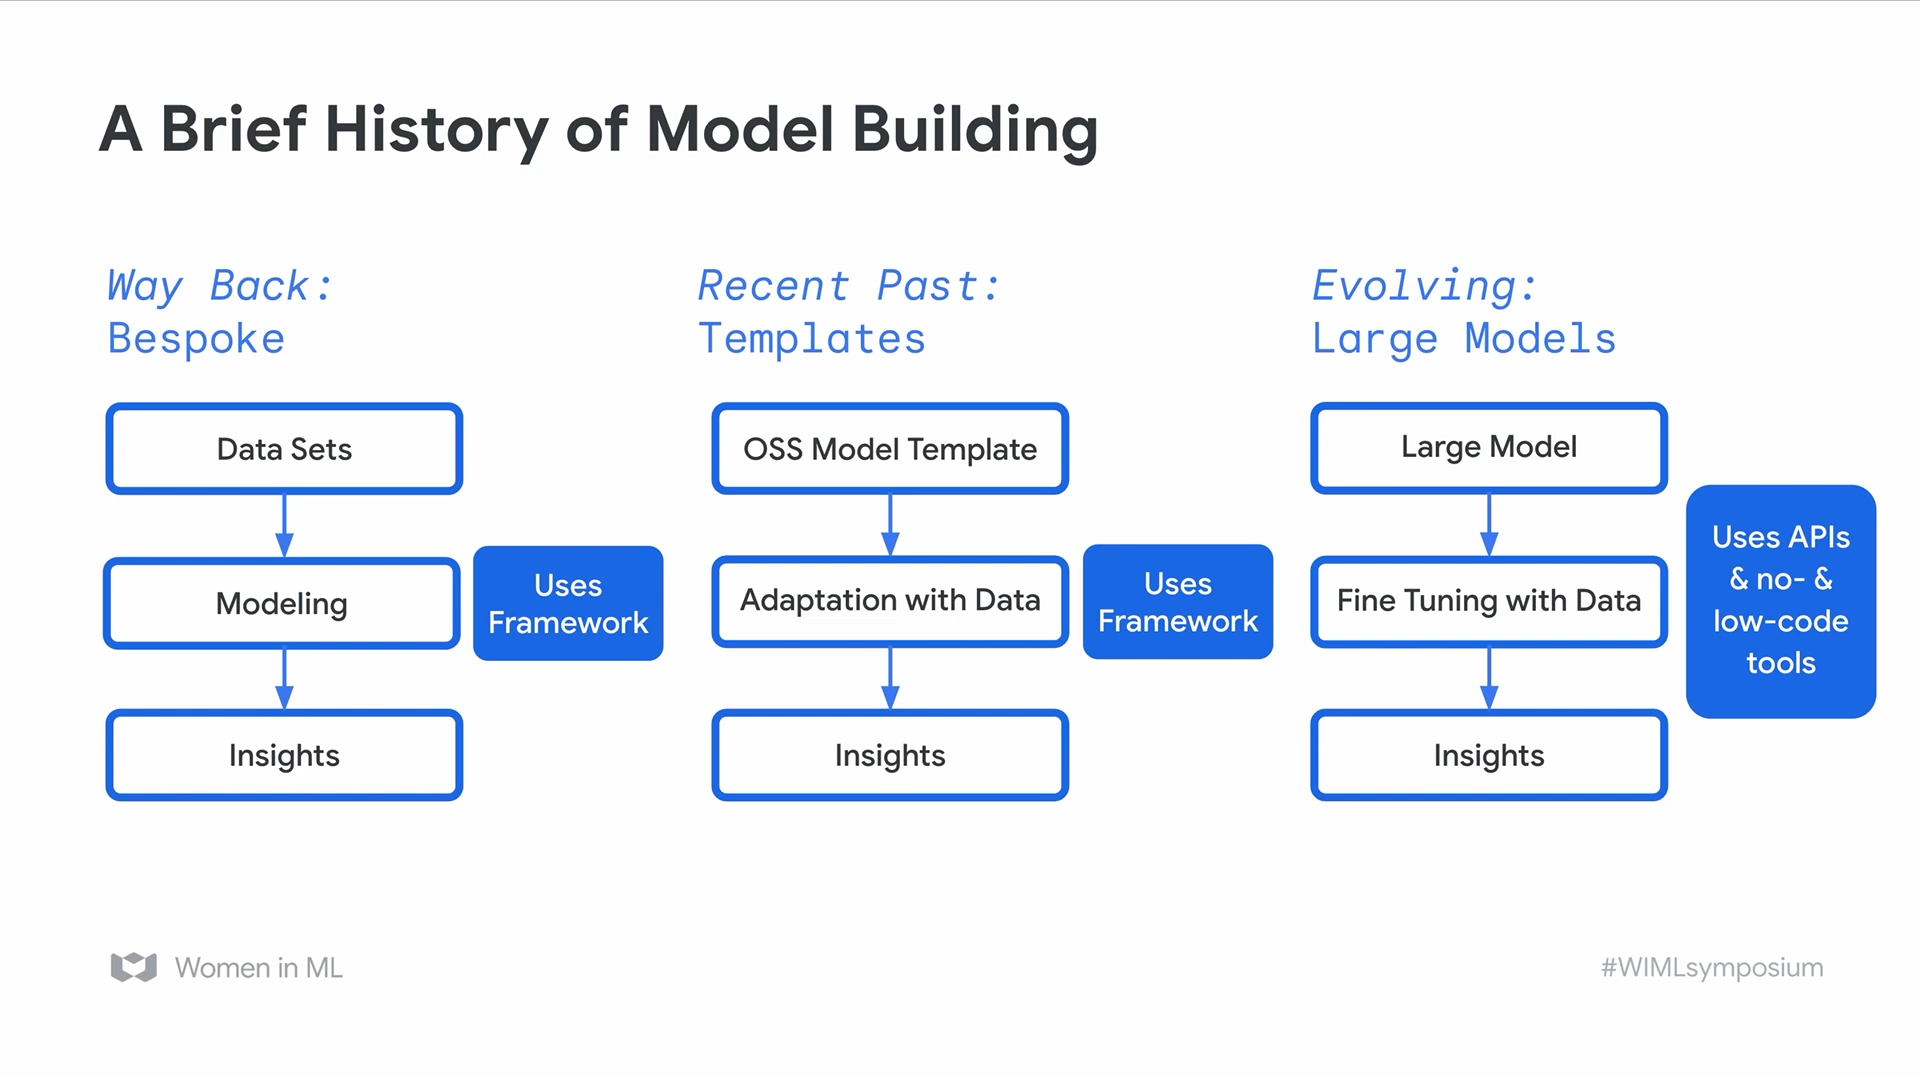 A Brief History of Model Building
Way Back:
Bespoke
Data Sets
Modeling
Uses
Framework
Insights
Recent Past:
Templates
OSS Model Template
Adaptation with Data
Uses
Framework
Insights
Evolving:
Large Models
Large Model
Fine Tuning with Data
Uses APIs
& no- &
low-code
tools
Insights
Women in ML
#WIMLsymposium